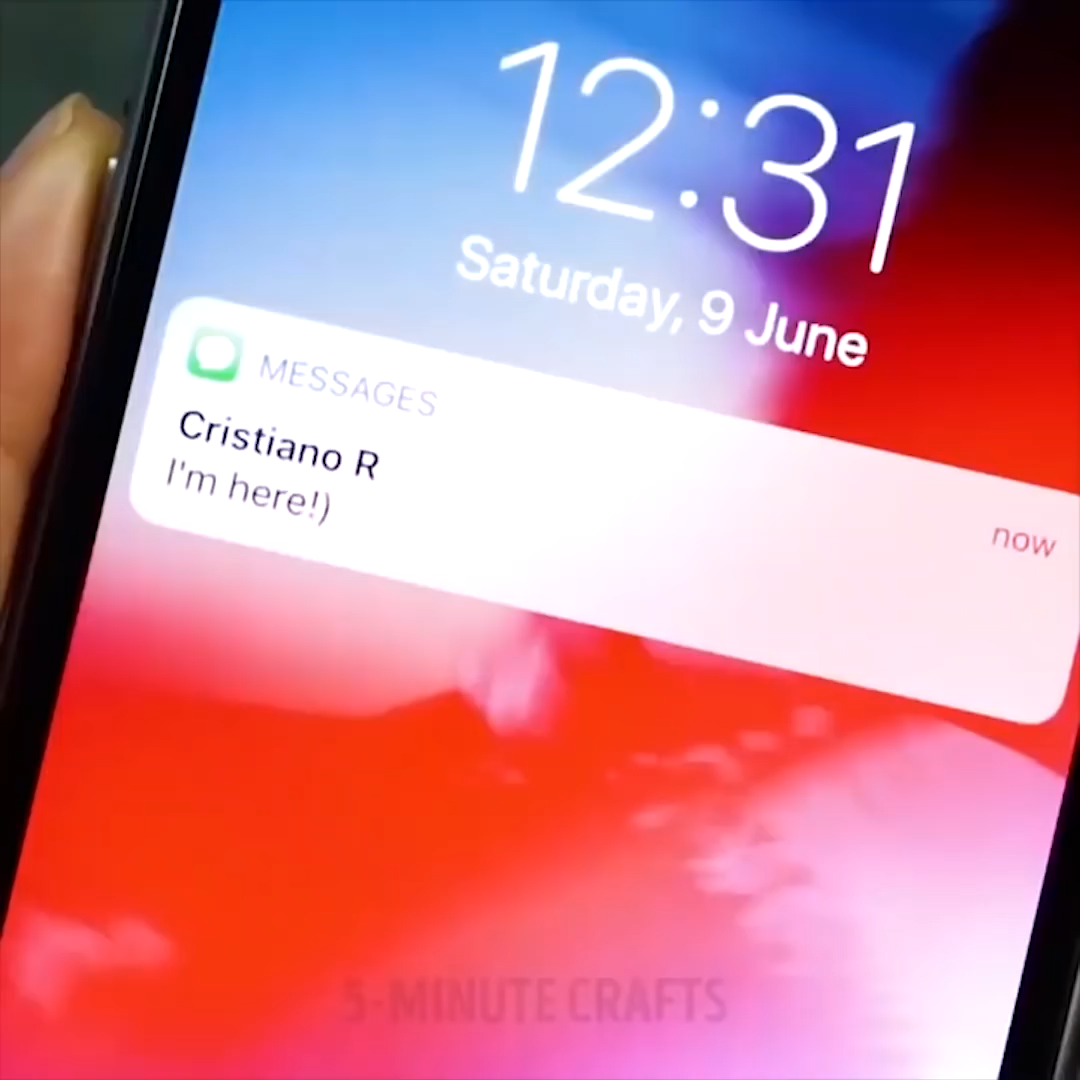 12:31
Saturday, 9 June
MESSAGES
Cristiano R
now
I'm here!)
5-MINUTE CRAFTS